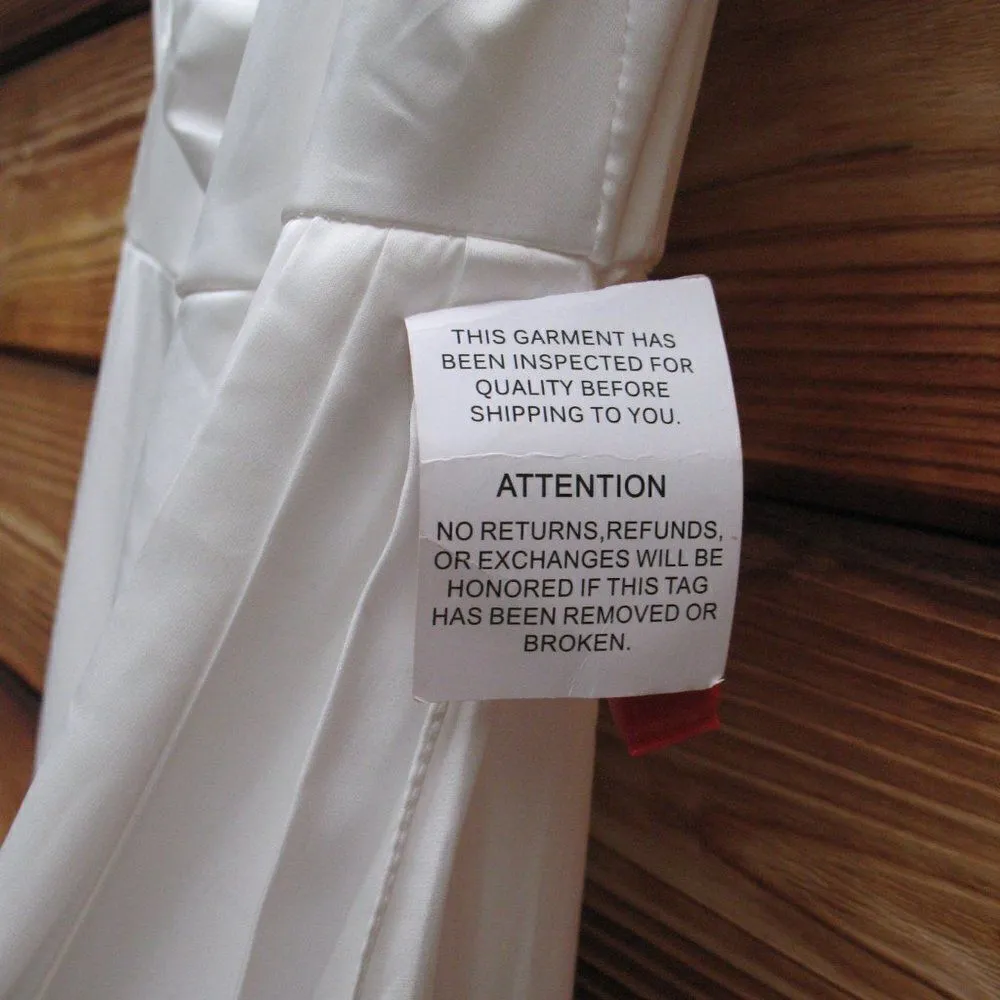 THIS GARMENT HAS
BEEN INSPECTED FOR
QUALITY BEFORE
SHIPPING TO YOU.
ATTENTION
NO RETURNS,REFUNDS,
OR EXCHANGES WILL BE
HONORED IF THIS TAG
HAS BEEN REMOVED OR
BROKEN.